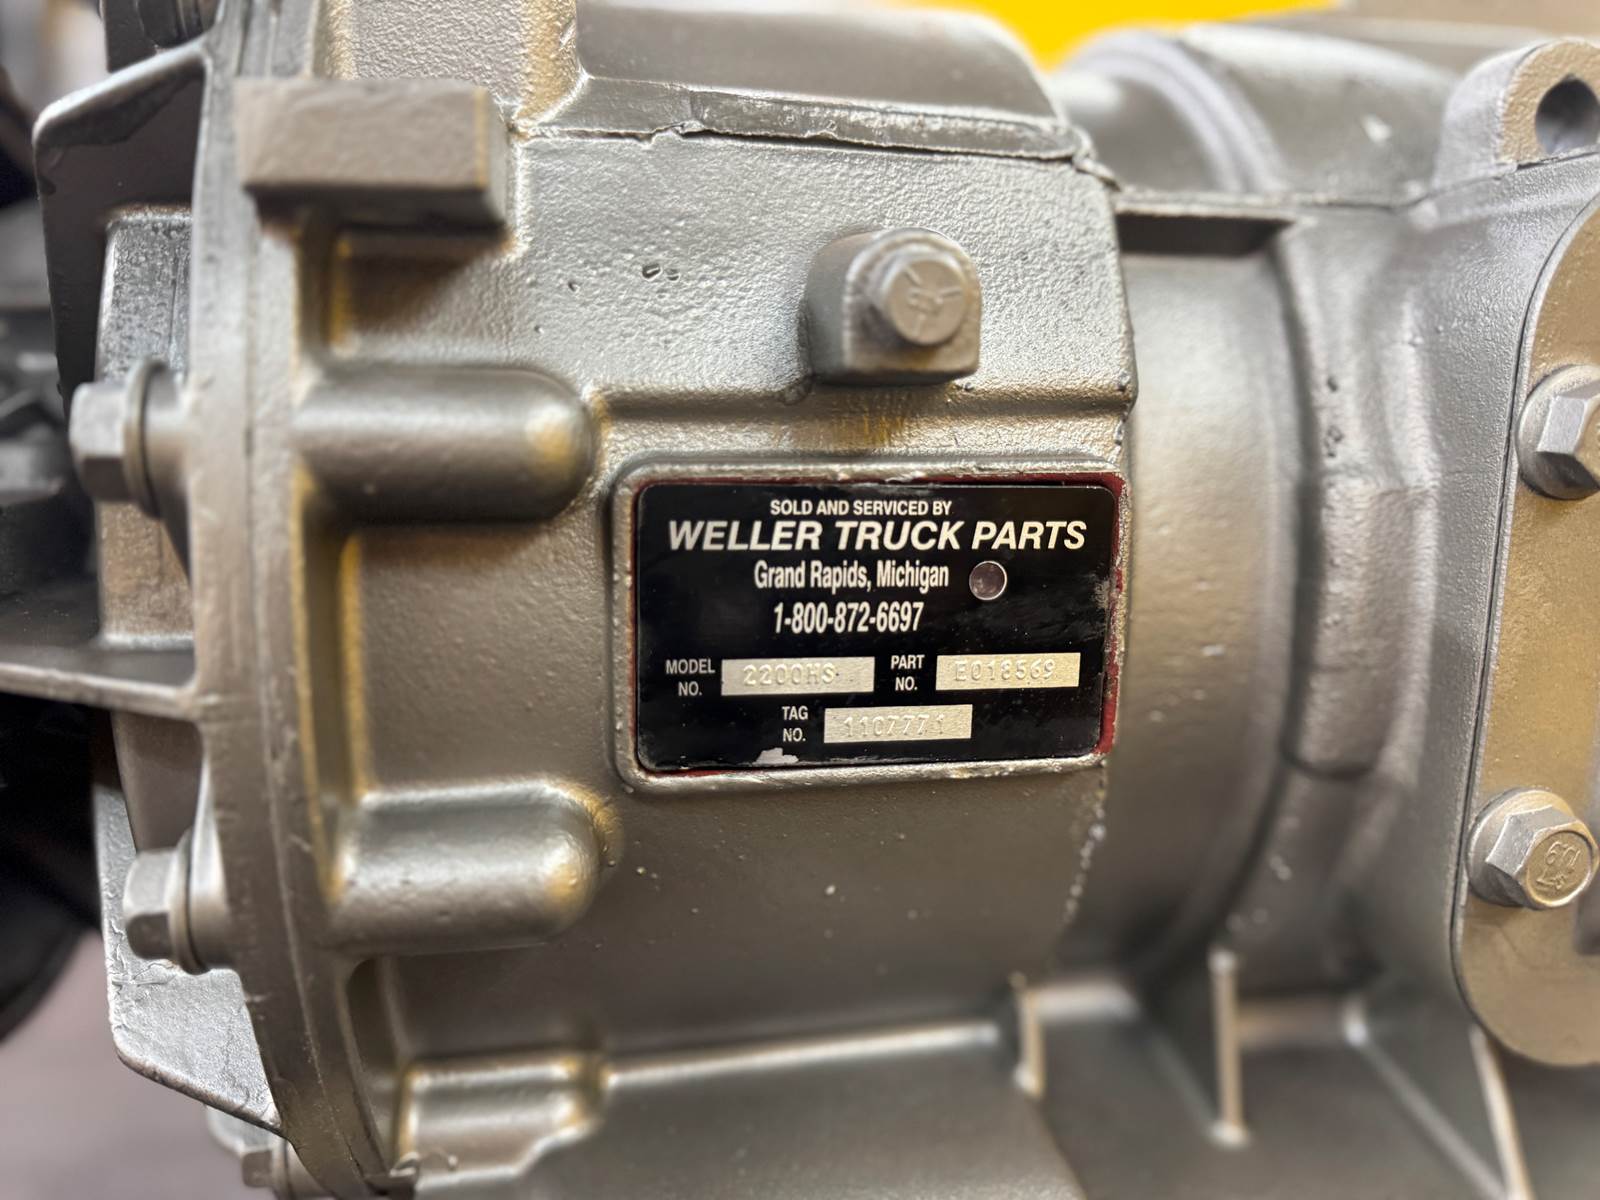 SOLD AND SERVICED BY
WELLER TRUCK PARTS
Grand Rapids, Michigan
1-800-872-6697
MODEL NO. 2200HS PART NO. E018569
TAG NO. 1107771